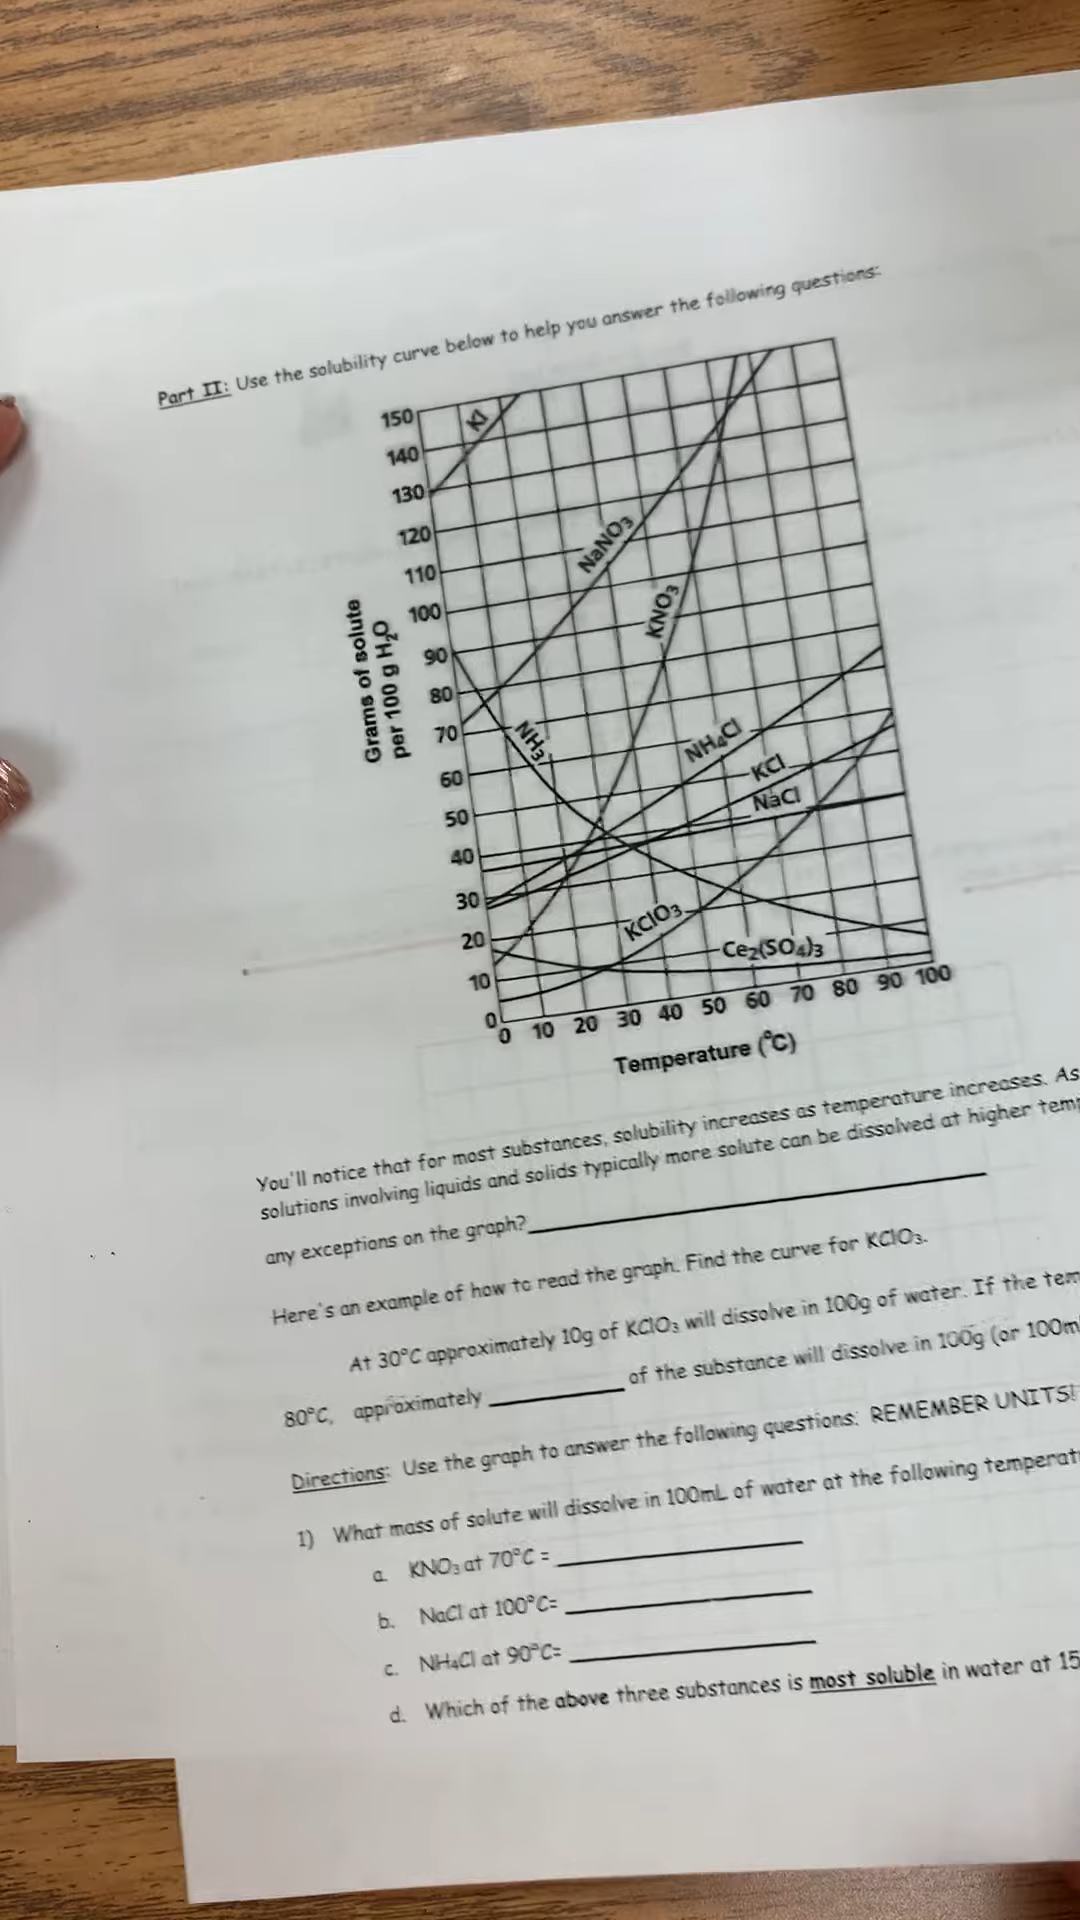 Part II: Use the solubility curve below to help you answer the following questions:
150
140
130
120
110
100
90
80
70
60
50
40
30
20
10
0
Grams of solute
per 100 g H₂O
KI
NaNO₃
KNO₃
NH₃
NH₄Cl
KCl
NaCl
KClO₃
Ce₂(SO₄)₃
0 10 20 30 40 50 60 70 80 90 100
Temperature (°C)
You'll notice that for most substances, solubility increases as temperature increases. As
solutions involving liquids and solids typically more solute can be dissolved at higher
any exceptions on the graph?
Here's an example of how to read the graph. Find the curve for KClO₃.
At 30°C approximately 10g of KClO₃ will dissolve in 100g of water. If the
80°C, approximately ________ of the substance will dissolve in 100g (or
Directions: Use the graph to answer the following questions: REMEMBER UNITS!
1) What mass of solute will dissolve in 100mL of water at the following
a. KNO₃ at 70°C =
b. NaCl at 100°C=
c. NH₄Cl at 90°C=
d. Which of the above three substances is most soluble in water at 15